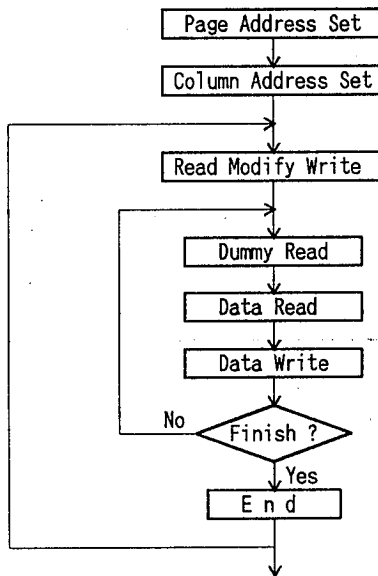 Page Address Set
Column Address Set
Read Modify Write
Dummy Read
Data Read
Data Write
No
Finish ?
Yes
E n d